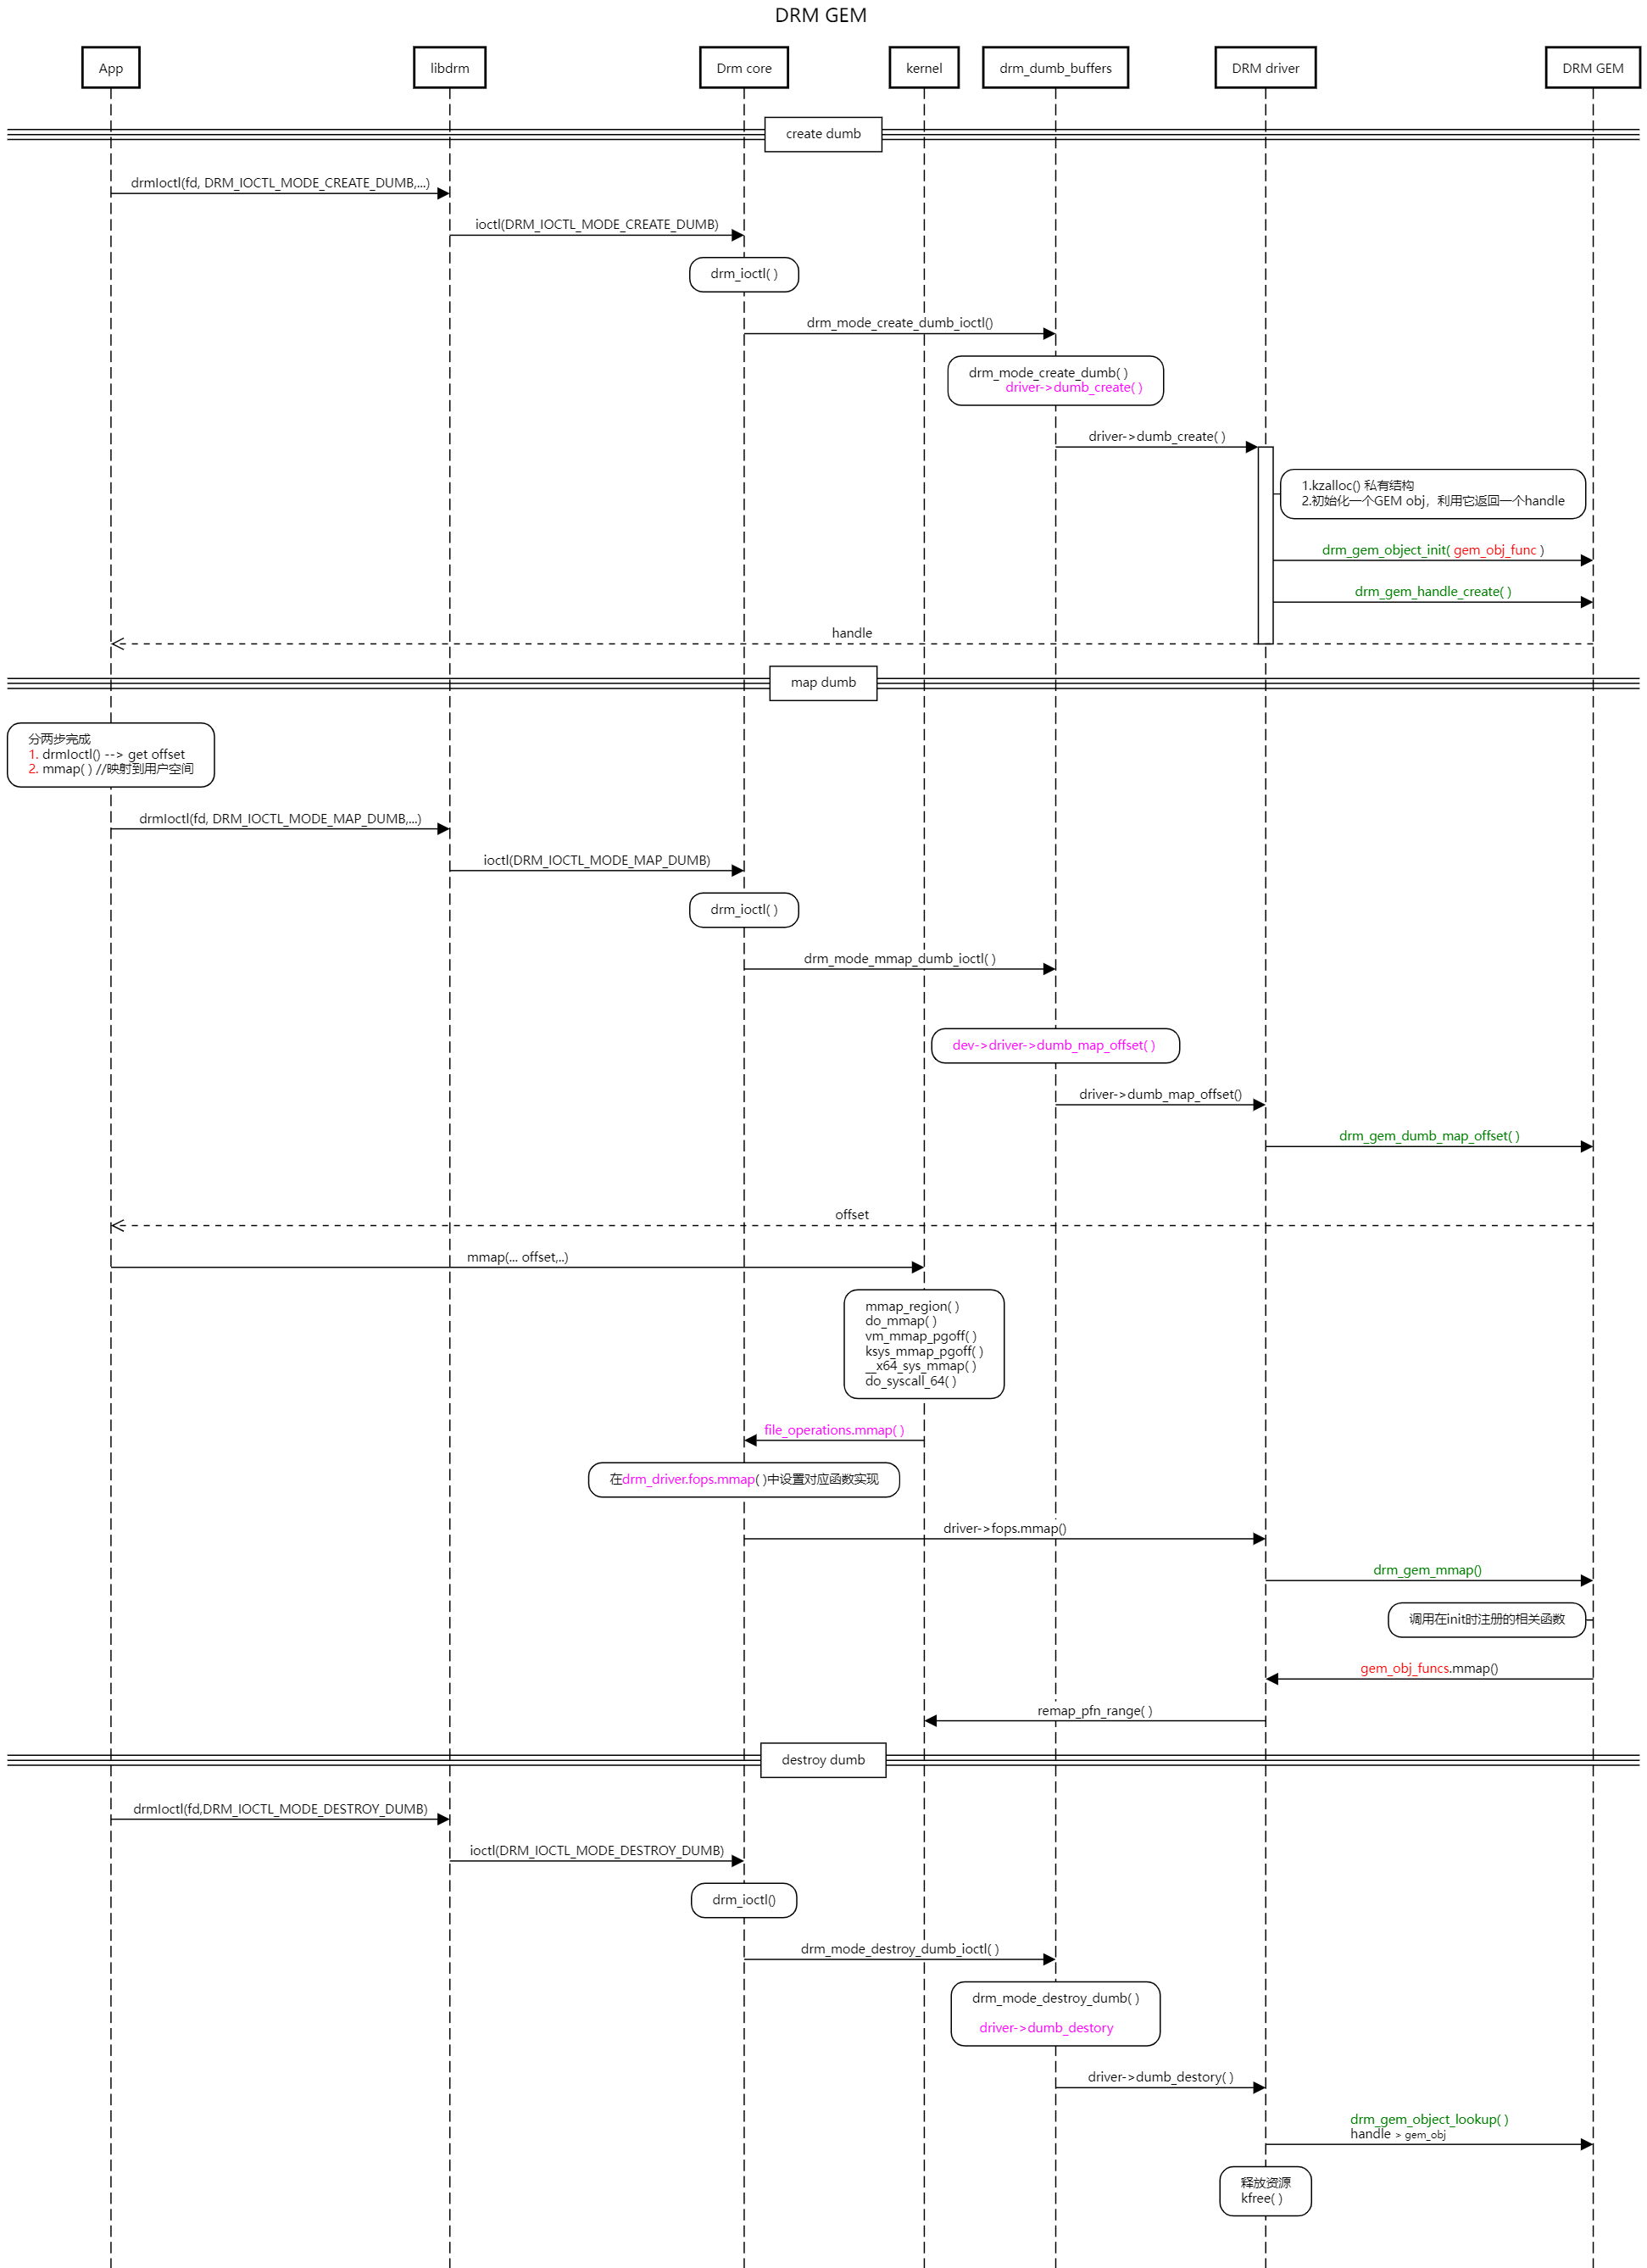 DRM GEM
App
libdrm
Drm core
kernel
drm_dumb_buffers
DRM driver
DRM GEM
create dumb
drmIoctl(fd, DRM_IOCTL_MODE_CREATE_DUMB,...)
ioctl(DRM_IOCTL_MODE_CREATE_DUMB)
drm_ioctl( )
drm_mode_create_dumb_ioctl()
drm_mode_create_dumb( )
driver->dumb_create( )
driver->dumb_create( )
1.kzalloc() 私有结构
2.初始化一个GEM obj，利用它返回一个handle
drm_gem_object_init( gem_obj_func )
drm_gem_handle_create( )
handle
map dumb
分两步完成
1. drmIoctl() --> get offset
2. mmap( ) //映射到用户空间
drmIoctl(fd, DRM_IOCTL_MODE_MAP_DUMB,...)
ioctl(DRM_IOCTL_MODE_MAP_DUMB)
drm_ioctl( )
drm_mode_mmap_dumb_ioctl( )
dev->driver->dumb_map_offset( )
driver->dumb_map_offset()
drm_gem_dumb_map_offset( )
offset
mmap(... offset,..)
mmap_region( )
do_mmap( )
vm_mmap_pgoff( )
ksys_mmap_pgoff( )
__x64_sys_mmap( )
do_syscall_64( )
file_operations.mmap( )
在drm_driver.fops.mmap( )中设置对应函数实现
driver->fops.mmap()
drm_gem_mmap()
调用在init时注册的相关函数
gem_obj_funcs.mmap()
remap_pfn_range( )
destroy dumb
drmIoctl(fd,DRM_IOCTL_MODE_DESTROY_DUMB)
ioctl(DRM_IOCTL_MODE_DESTROY_DUMB)
drm_ioctl()
drm_mode_destroy_dumb_ioctl( )
drm_mode_destroy_dumb( )
driver->dumb_destory
driver->dumb_destory( )
drm_gem_object_lookup( )
handle > gem_obj
释放资源
kfree( )